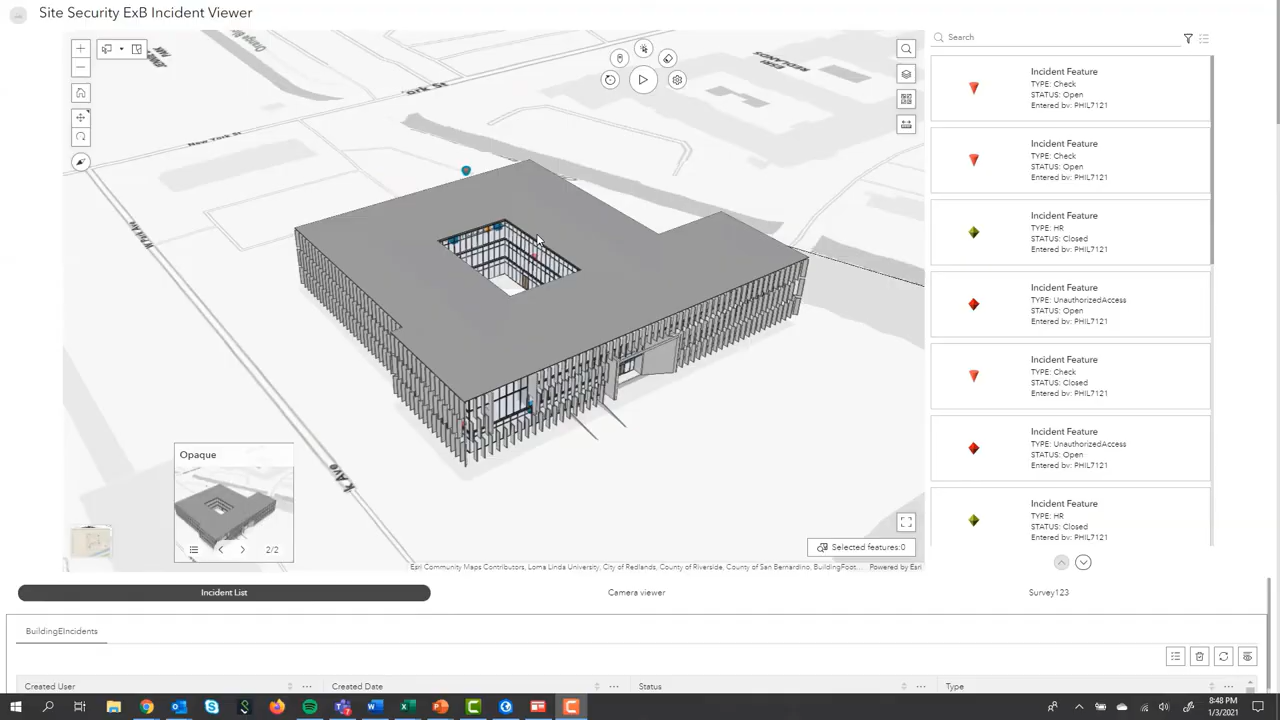 Site Security ExB Incident Viewer
Search
Incident Feature
TYPE: Check
STATUS: Open
Entered by: PHIL7121
Incident Feature
TYPE: Check
STATUS: Open
Entered by: PHIL7121
Incident Feature
TYPE: HR
STATUS: Closed
Entered by: PHIL7121
Incident Feature
TYPE: UnauthorizedAccess
STATUS: Open
Entered by: PHIL7121
Incident Feature
TYPE: Check
STATUS: Closed
Entered by: PHIL7121
Incident Feature
TYPE: UnauthorizedAccess
STATUS: Open
Entered by: PHIL7121
Incident Feature
TYPE: HR
STATUS: Closed
Entered by: PHIL7121
ork St
New York St
k Ave
Opaque
2/2
Selected features:0
Esri Community Maps Contributors, Loma Linda University, City of Redlands, County of Riverside, County of San Bernardino, BuildingFoot... Powered by Esri
Incident List Camera viewer Survey123
BuildingEIncidents
Created User ... Created Date ... Status ... Type ...
8:48 PM
1/3/2021